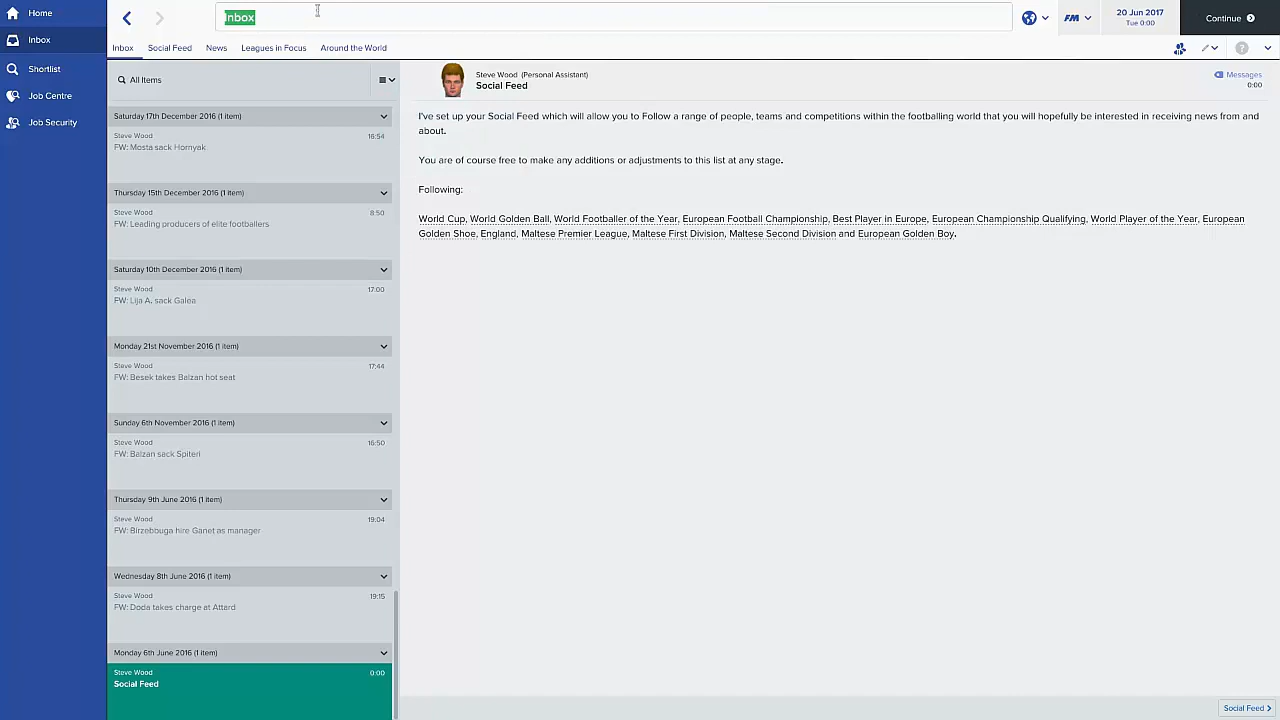 Home
Inbox
Shortlist
Job Centre
Job Security
Inbox
FM
20 Jun 2017
Tue 0:00
Continue
Inbox
Social Feed
News
Leagues in Focus
Around the World
All Items
Saturday 17th December 2016 (1 item)
Steve Wood
16:54
FW: Mosta sack Hornyak
Thursday 15th December 2016 (1 item)
Steve Wood
8:50
FW: Leading producers of elite footballers
Saturday 10th December 2016 (1 item)
Steve Wood
17:00
FW: Lija A. sack Galea
Monday 21st November 2016 (1 item)
Steve Wood
17:44
FW: Besek takes Balzan hot seat
Sunday 6th November 2016 (1 item)
Steve Wood
16:50
FW: Balzan sack Spiteri
Thursday 9th June 2016 (1 item)
Steve Wood
19:04
FW: Birzebbuga hire Ganet as manager
Wednesday 8th June 2016 (1 item)
Steve Wood
19:15
FW: Doda takes charge at Attard
Monday 6th June 2016 (1 item)
Steve Wood
0:00
Social Feed
Steve Wood (Personal Assistant)
Social Feed
Messages
0:00
I've set up your Social Feed which will allow you to Follow a range of people, teams and competitions within the footballing world that you will hopefully be interested in receiving news from and
about.
You are of course free to make any additions or adjustments to this list at any stage.
Following:
World Cup, World Golden Ball, World Footballer of the Year, European Football Championship, Best Player in Europe, European Championship Qualifying, World Player of the Year, European
Golden Shoe, England, Maltese Premier League, Maltese First Division, Maltese Second Division and European Golden Boy.
Social Feed